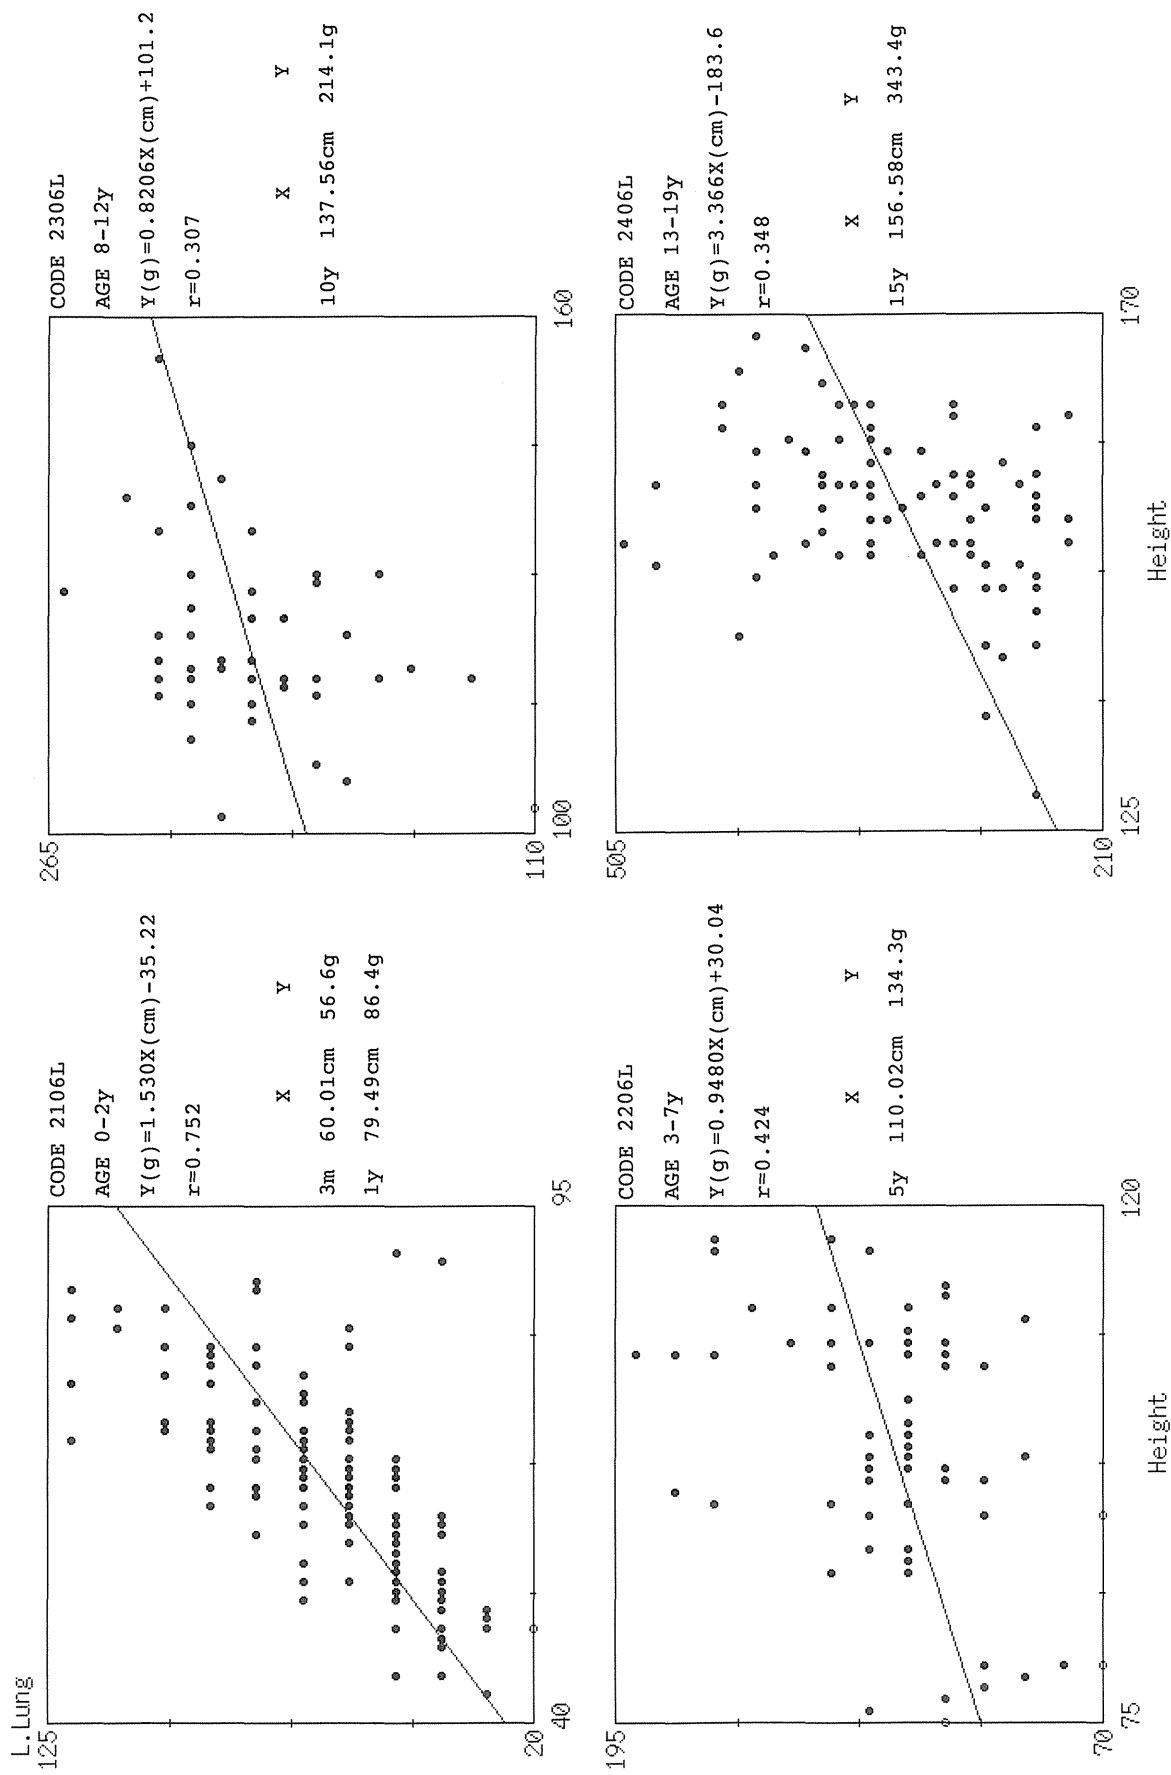 L.Lung
125
20
40
95
CODE 2106L
AGE 0-2y
Y(g)=1.530X(cm)-35.22
r=0.752
X Y
3m 60.01cm 56.6g
1y 79.49cm 86.4g
265
110
100
160
CODE 2306L
AGE 8-12y
Y(g)=0.8206X(cm)+101.2
r=0.307
X Y
10y 137.56cm 214.1g
195
70
75
120
Height
CODE 2206L
AGE 3-7y
Y(g)=0.9480X(cm)+30.04
r=0.424
X Y
5y 110.02cm 134.3g
505
210
125
170
Height
CODE 2406L
AGE 13-19y
Y(g)=3.366X(cm)-183.6
r=0.348
X Y
15y 156.58cm 343.4g